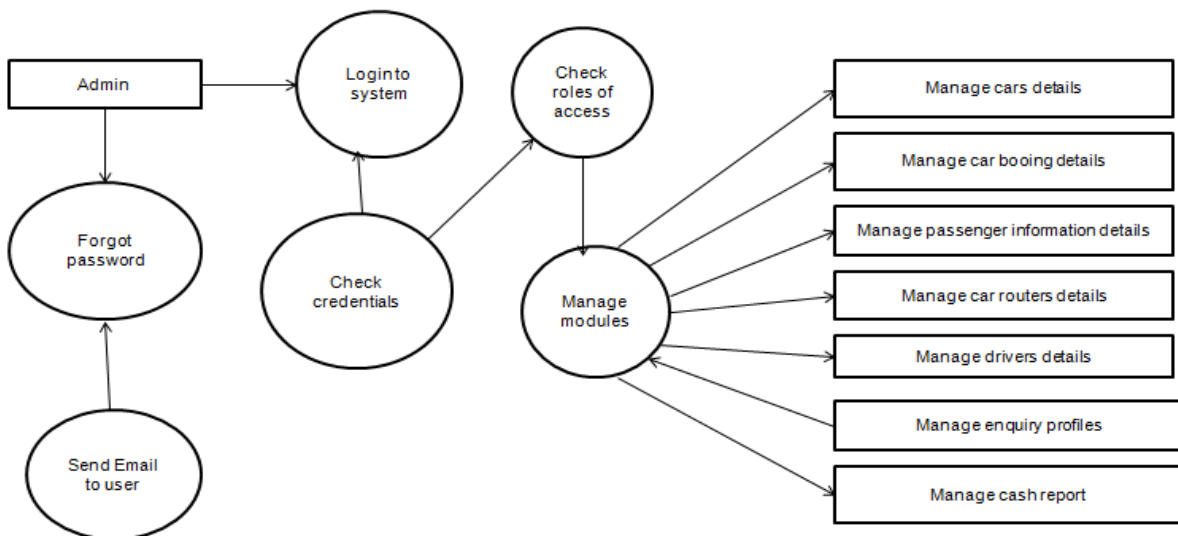 Admin
Login to
system
Check
roles of
access
Manage cars details
Manage car booing details
Forgot
password
Check
credentials
Manage
modules
Manage passenger information details
Manage car routers details
Manage drivers details
Manage enquiry profiles
Send Email
to user
Manage cash report